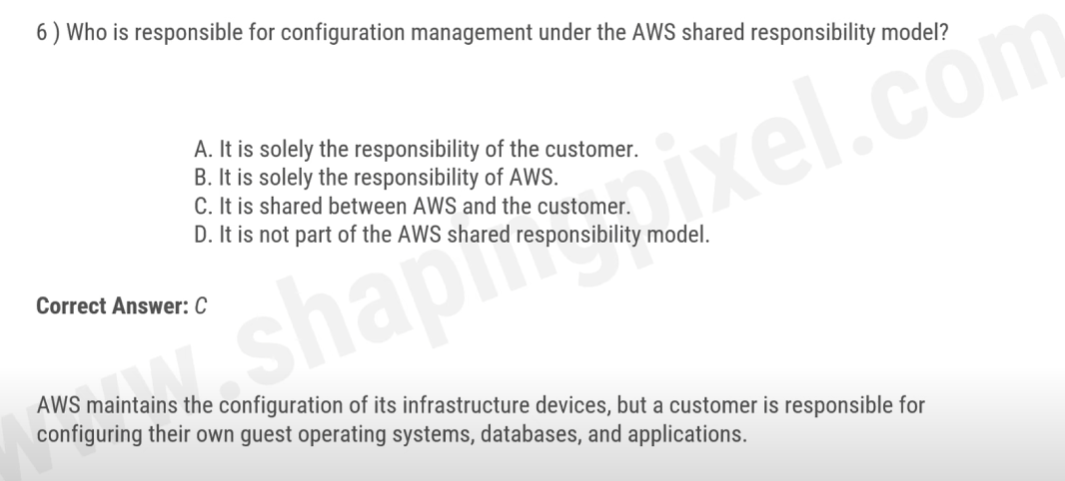 6 ) Who is responsible for configuration management under the AWS shared responsibility model?
A. It is solely the responsibility of the customer.
B. It is solely the responsibility of AWS.
C. It is shared between AWS and the customer.
D. It is not part of the AWS shared responsibility model.
Correct Answer: C
AWS maintains the configuration of its infrastructure devices, but a customer is responsible for
configuring their own guest operating systems, databases, and applications.
www.shapingpixel.com